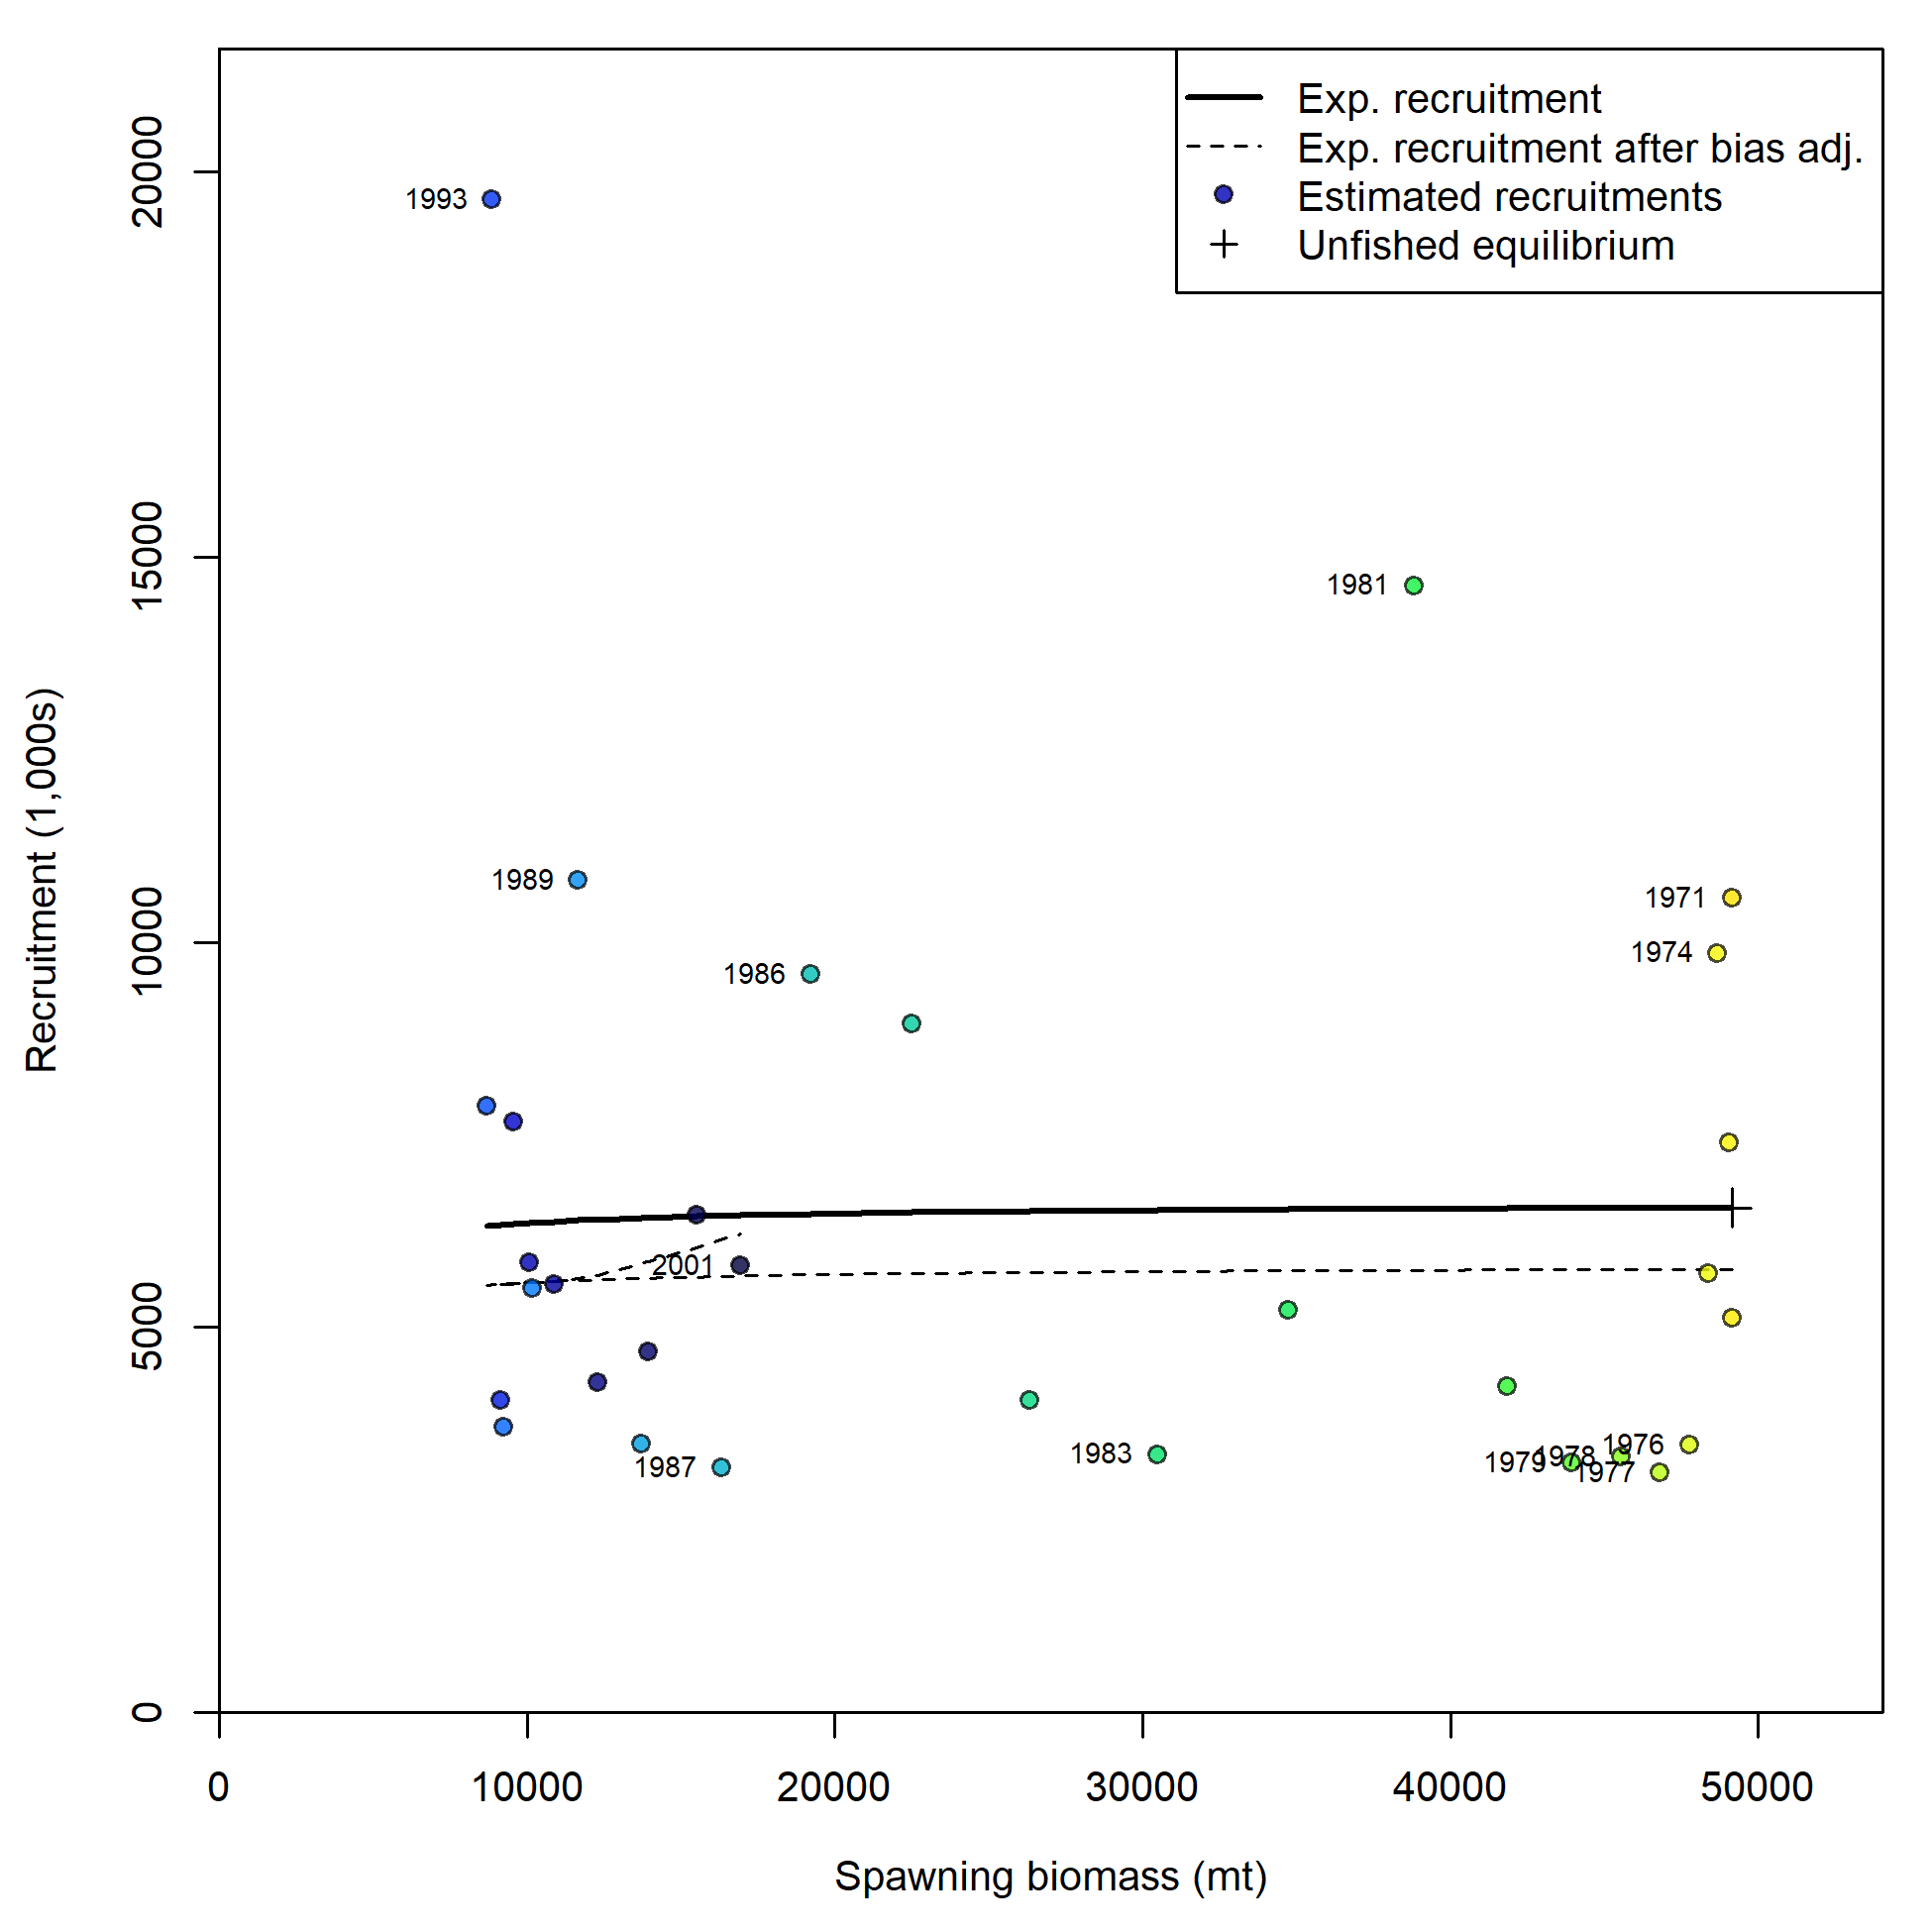 Exp. recruitment
Exp. recruitment after bias adj.
Estimated recruitments
Unfished equilibrium
20000
15000
10000
5000
0
Recruitment (1,000s)
1993
1981
1989
1971
1974
1986
2001
1976
1978
1979
1977
1983
1987
0 10000 20000 30000 40000 50000
Spawning biomass (mt)